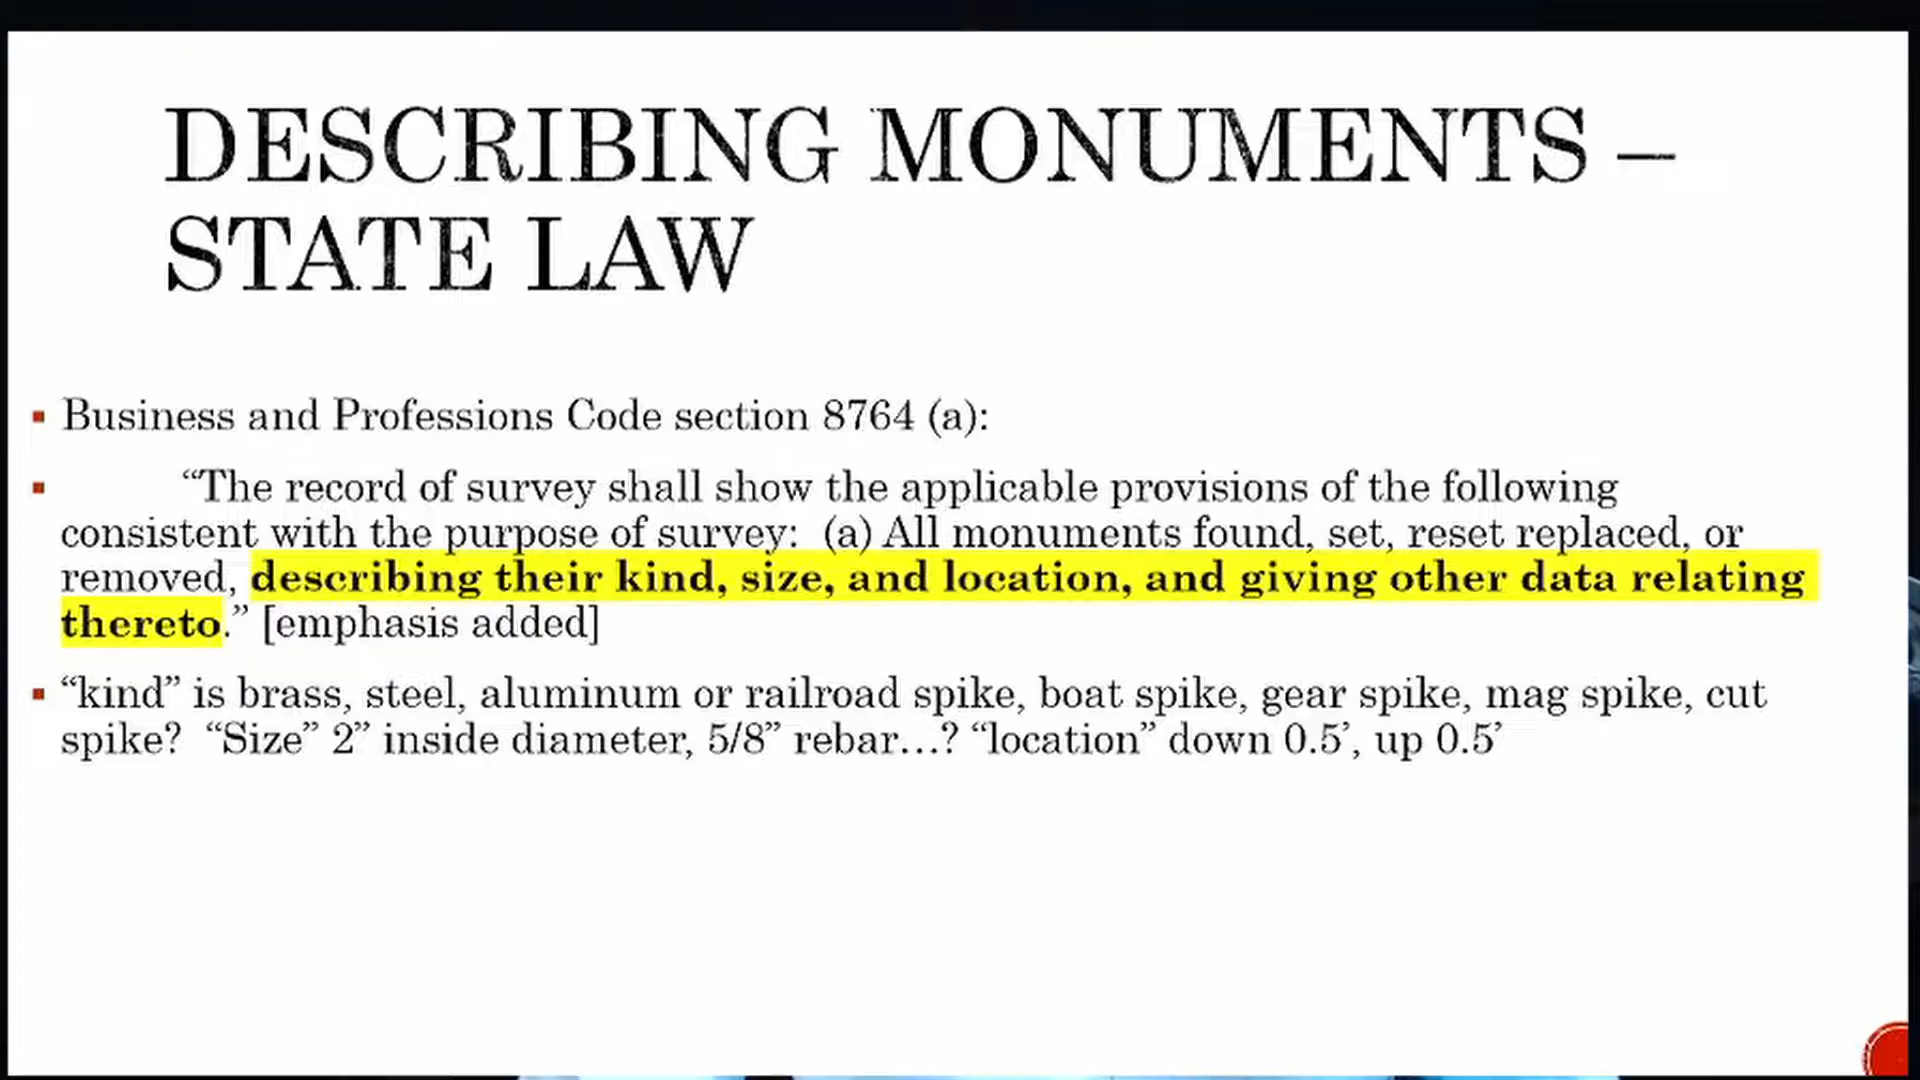 DESCRIBING MONUMENTS –
STATE LAW
▪ Business and Professions Code section 8764 (a):
▪ “The record of survey shall show the applicable provisions of the following
consistent with the purpose of survey: (a) All monuments found, set, reset replaced, or
removed, describing their kind, size, and location, and giving other data relating
thereto.” [emphasis added]
▪ “kind” is brass, steel, aluminum or railroad spike, boat spike, gear spike, mag spike, cut
spike? “Size” 2” inside diameter, 5/8” rebar…? “location” down 0.5’, up 0.5’